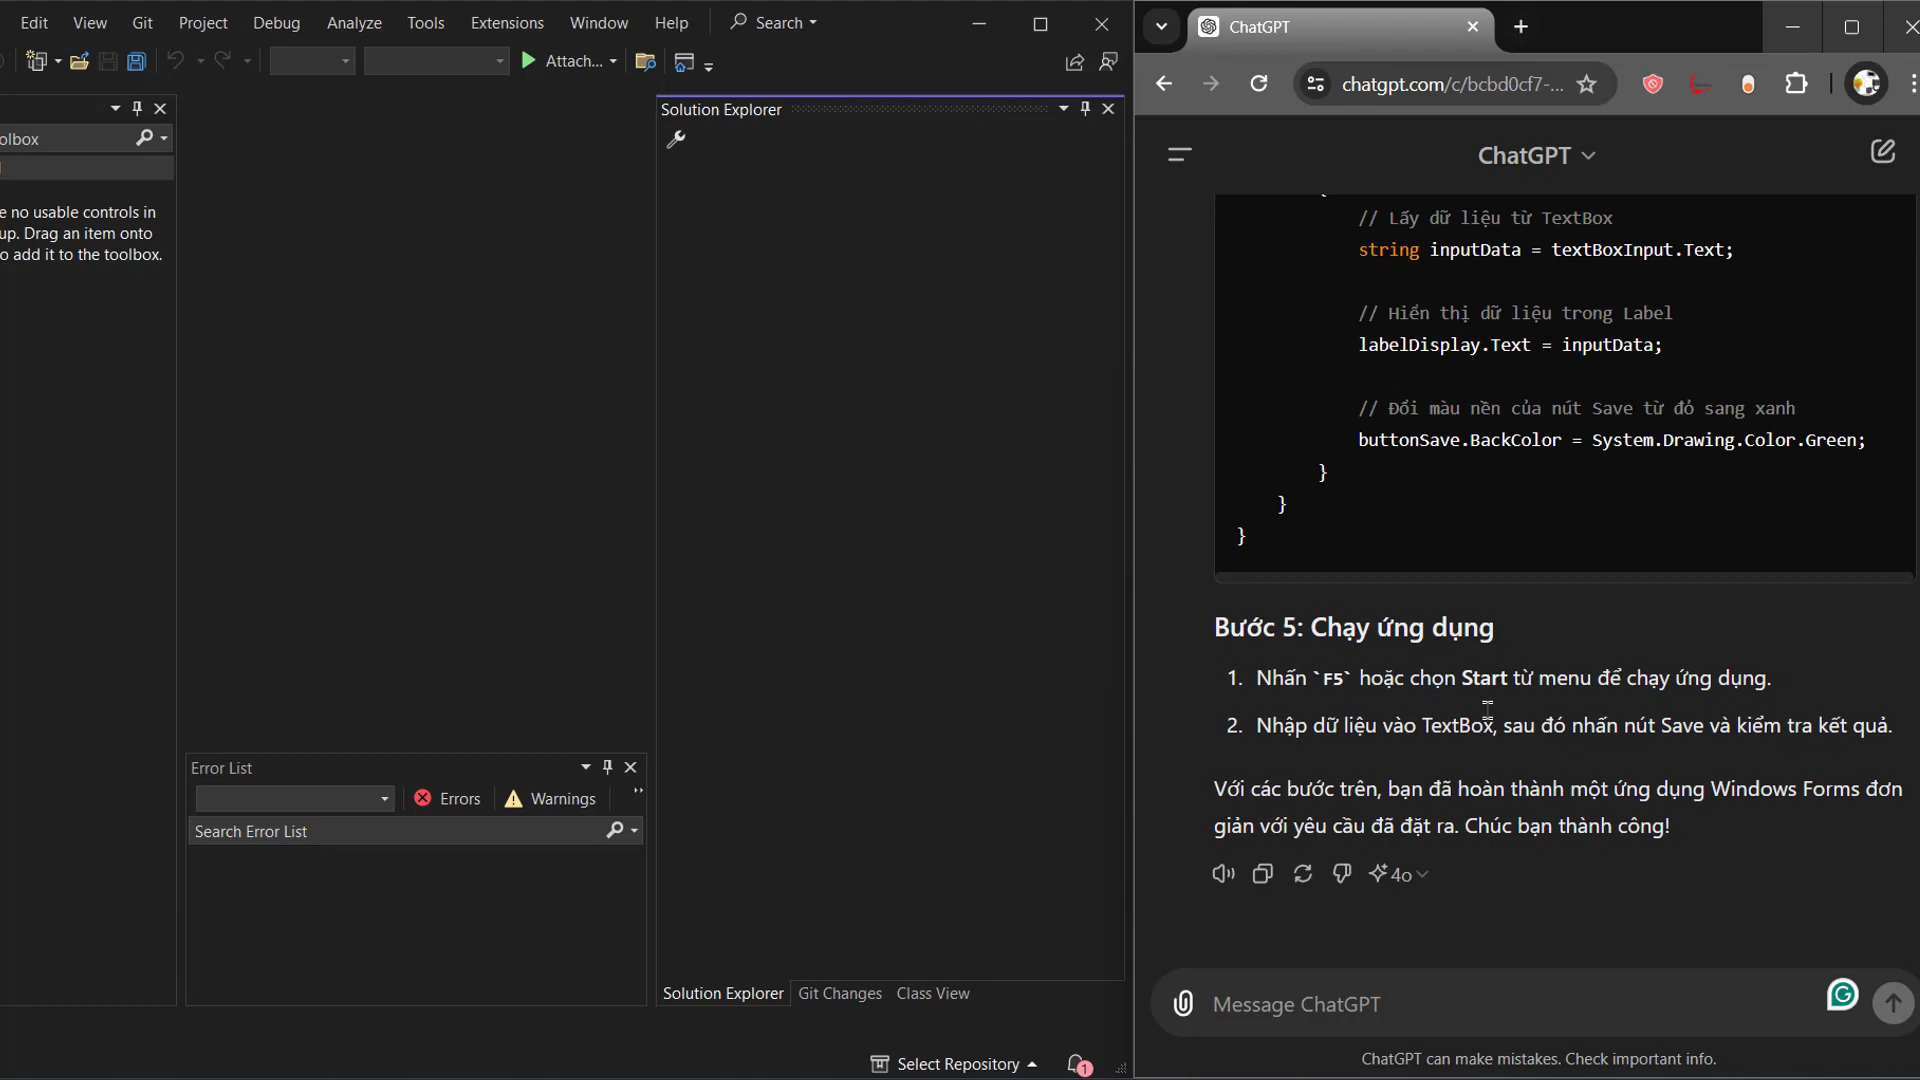 Edit View Git Project Debug Analyze Tools Extensions Window Help Search
Attach...
olbox
e no usable controls in
up. Drag an item onto
o add it to the toolbox.
Solution Explorer
Error List
Errors Warnings
Search Error List
Solution Explorer Git Changes Class View
Select Repository
1
ChatGPT
chatgpt.com/c/bcbd0cf7-...
ChatGPT
// Lấy dữ liệu từ TextBox
string inputData = textBoxInput.Text;
// Hiển thị dữ liệu trong Label
labelDisplay.Text = inputData;
// Đổi màu nền của nút Save từ đỏ sang xanh
buttonSave.BackColor = System.Drawing.Color.Green;
}
}
}
Bước 5: Chạy ứng dụng
1. Nhấn `F5` hoặc chọn Start từ menu để chạy ứng dụng.
2. Nhập dữ liệu vào TextBox, sau đó nhấn nút Save và kiểm tra kết quả.
Với các bước trên, bạn đã hoàn thành một ứng dụng Windows Forms đơn
giản với yêu cầu đã đặt ra. Chúc bạn thành công!
4o
Message ChatGPT
ChatGPT can make mistakes. Check important info.